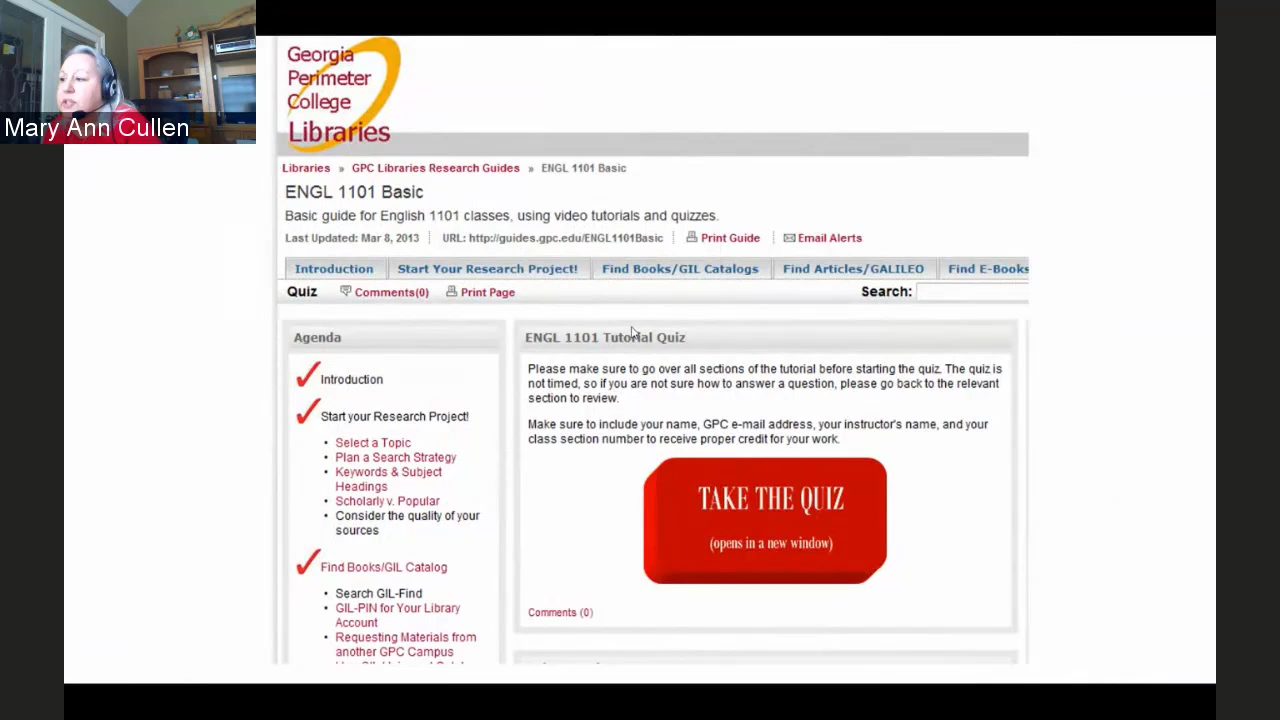 Mary Ann Cullen
Georgia
Perimeter
College
Libraries
Libraries » GPC Libraries Research Guides » ENGL 1101 Basic
ENGL 1101 Basic
Basic guide for English 1101 classes, using video tutorials and quizzes.
Last Updated: Mar 8, 2013 URL: http://guides.gpc.edu/ENGL1101Basic Print Guide Email Alerts
Introduction Start Your Research Project! Find Books/GIL Catalogs Find Articles/GALILEO Find E-Books
Quiz Comments(0) Print Page Search:
Agenda
Introduction
Start your Research Project!
• Select a Topic
• Plan a Search Strategy
• Keywords & Subject
Headings
• Scholarly v. Popular
• Consider the quality of your
sources
Find Books/GIL Catalog
• Search GIL-Find
• GIL-PIN for Your Library
Account
• Requesting Materials from
another GPC Campus
ENGL 1101 Tutorial Quiz
Please make sure to go over all sections of the tutorial before starting the quiz. The quiz is
not timed, so if you are not sure how to answer a question, please go back to the relevant
section to review.
Make sure to include your name, GPC e-mail address, your instructor's name, and your
class section number to receive proper credit for your work.
TAKE THE QUIZ
(opens in a new window)
Comments (0)